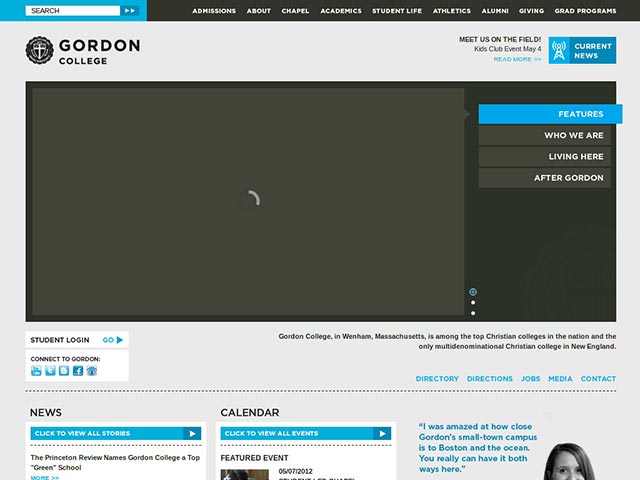 SEARCH
ADMISSIONS ABOUT CHAPEL ACADEMICS STUDENT LIFE ATHLETICS ALUMNI GIVING GRAD PROGRAMS
GORDON
COLLEGE
MEET US ON THE FIELD!
Kids Club Event May 4
READ MORE >>
CURRENT
NEWS
FEATURES
WHO WE ARE
LIVING HERE
AFTER GORDON
STUDENT LOGIN GO
CONNECT TO GORDON:
Gordon College, in Wenham, Massachusetts, is among the top Christian colleges in the nation and the
only multidenominational Christian college in New England.
DIRECTORY DIRECTIONS JOBS MEDIA CONTACT
NEWS
CLICK TO VIEW ALL STORIES
The Princeton Review Names Gordon College a Top
"Green" School
MORE >>
CALENDAR
CLICK TO VIEW ALL EVENTS
FEATURED EVENT
05/07/2012
STUDENT-LED CHAPEL
“I was amazed at how close
Gordon's small-town campus
is to Boston and the ocean.
You really can have it both
ways here.”